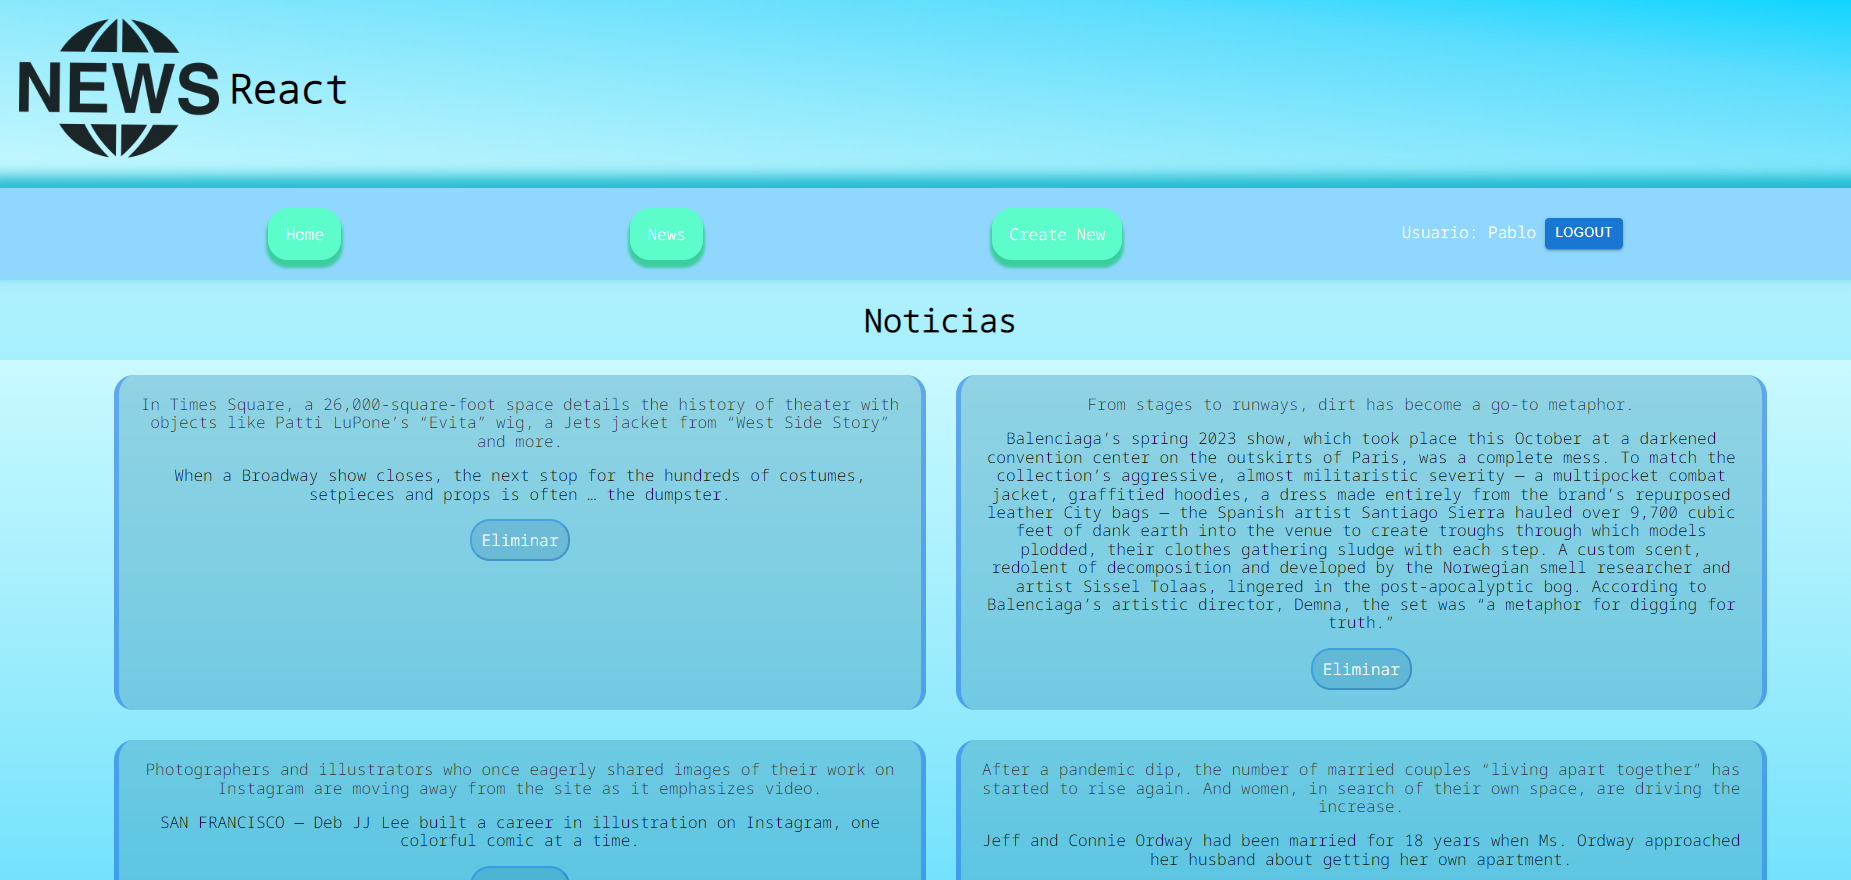 NEWS React
Home
News
Create New
Usuario: Pablo LOGOUT
Noticias
In Times Square, a 26,000-square-foot space details the history of theater with
objects like Patti LuPone’s “Evita” wig, a Jets jacket from “West Side Story”
and more.
When a Broadway show closes, the next stop for the hundreds of costumes,
setpieces and props is often … the dumpster.
Eliminar
From stages to runways, dirt has become a go-to metaphor.
Balenciaga’s spring 2023 show, which took place this October at a darkened
convention center on the outskirts of Paris, was a complete mess. To match the
collection’s aggressive, almost militaristic severity — a multipocket combat
jacket, graffitied hoodies, a dress made entirely from the brand’s repurposed
leather City bags — the Spanish artist Santiago Sierra hauled over 9,700 cubic
feet of dank earth into the venue to create troughs through which models
plodded, their clothes gathering sludge with each step. A custom scent,
redolent of decomposition and developed by the Norwegian smell researcher and
artist Sissel Tolaas, lingered in the post-apocalyptic bog. According to
Balenciaga’s artistic director, Demna, the set was “a metaphor for digging for
truth.”
Eliminar
Photographers and illustrators who once eagerly shared images of their work on
Instagram are moving away from the site as it emphasizes video.
SAN FRANCISCO — Deb JJ Lee built a career in illustration on Instagram, one
colorful comic at a time.
After a pandemic dip, the number of married couples “living apart together” has
started to rise again. And women, in search of their own space, are driving the
increase.
Jeff and Connie Ordway had been married for 18 years when Ms. Ordway approached
her husband about getting her own apartment.